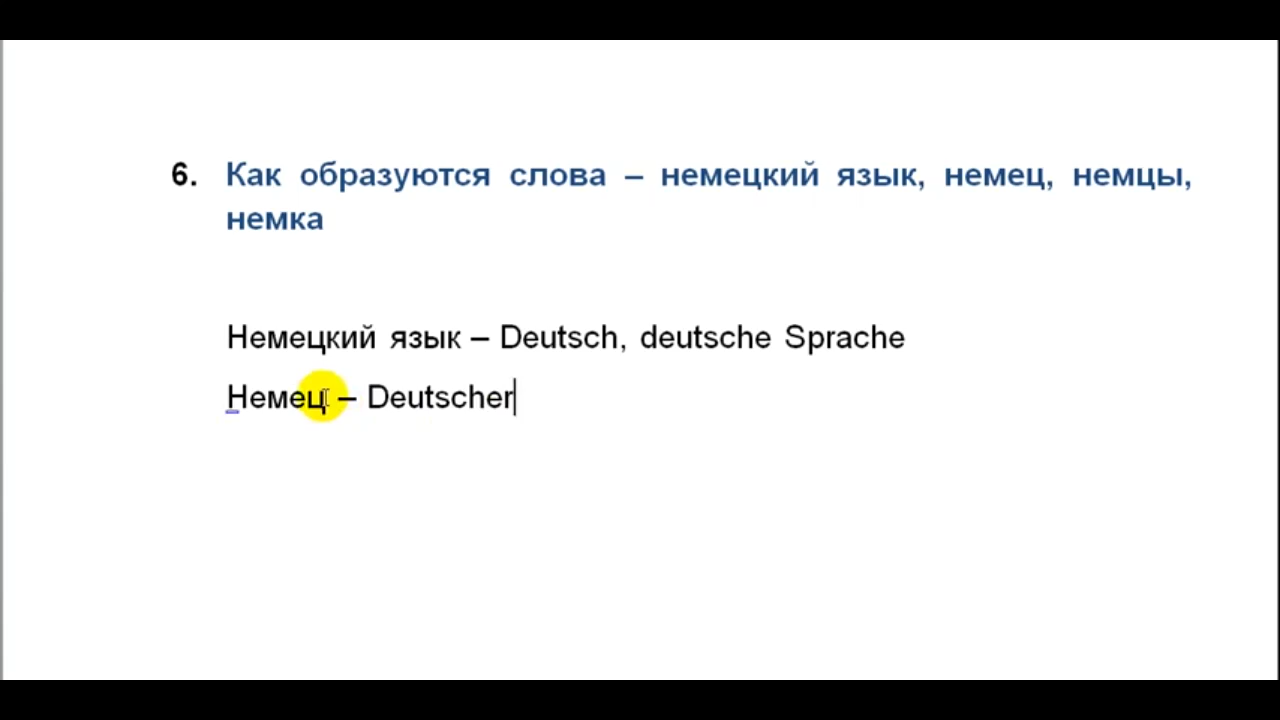 6. Как образуются слова – немецкий язык, немец, немцы,
немка
Немецкий язык – Deutsch, deutsche Sprache
Немец – Deutscher